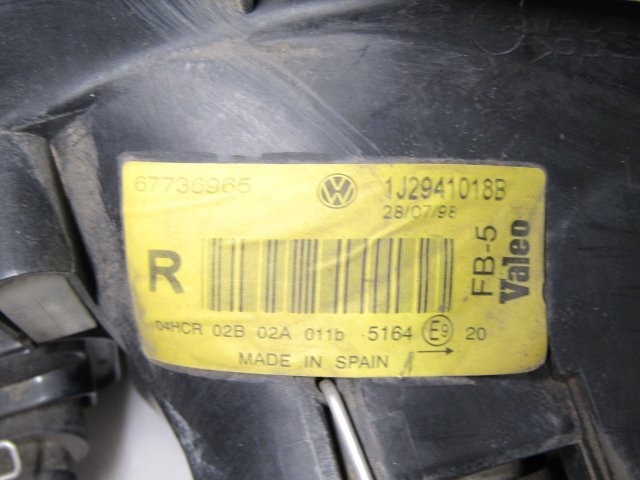 67736965 VW 1J2941018B
28/07/98
R
FB-5
Valeo
04HCR 02B 02A 011b 5164 E9 20
MADE IN SPAIN